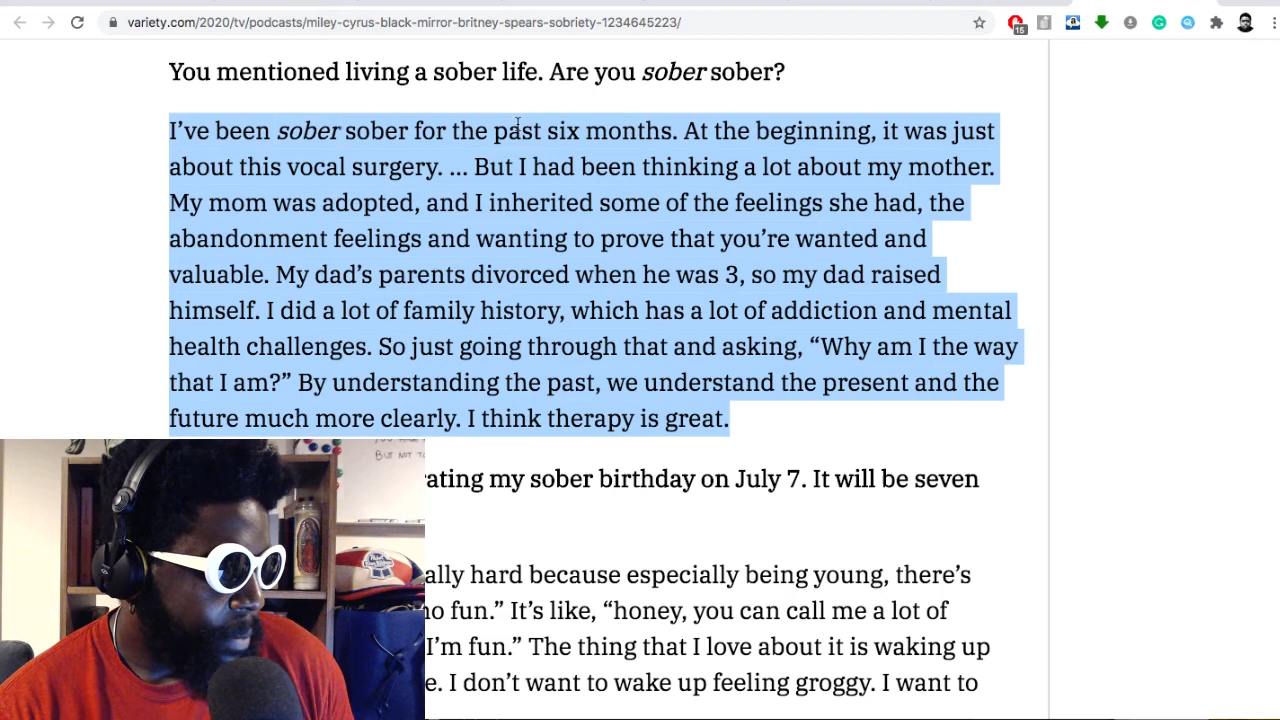 variety.com/2020/tv/podcasts/miley-cyrus-black-mirror-britney-spears-sobriety-1234645223/
15
You mentioned living a sober life. Are you sober sober?
I’ve been sober sober for the past six months. At the beginning, it was just
about this vocal surgery. ... But I had been thinking a lot about my mother.
My mom was adopted, and I inherited some of the feelings she had, the
abandonment feelings and wanting to prove that you’re wanted and
valuable. My dad’s parents divorced when he was 3, so my dad raised
himself. I did a lot of family history, which has a lot of addiction and mental
health challenges. So just going through that and asking, “Why am I the way
that I am?” By understanding the past, we understand the present and the
future much more clearly. I think therapy is great.
BUT NOT
rating my sober birthday on July 7. It will be seven
ally hard because especially being young, there’s
no fun.” It’s like, “honey, you can call me a lot of
I’m fun.” The thing that I love about it is waking up
e. I don’t want to wake up feeling groggy. I want to